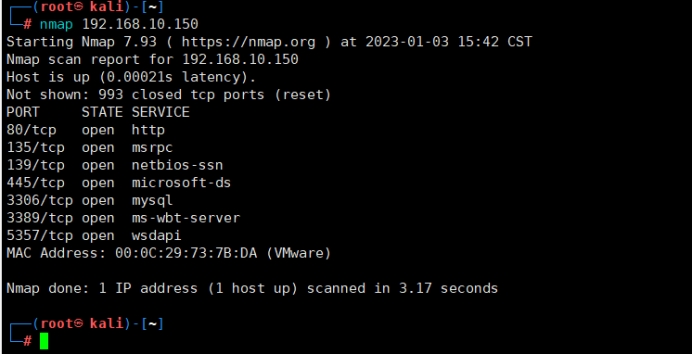 ┌──(root㉿ kali)-[~]
└─# nmap 192.168.10.150
Starting Nmap 7.93 ( https://nmap.org ) at 2023-01-03 15:42 CST
Nmap scan report for 192.168.10.150
Host is up (0.00021s latency).
Not shown: 993 closed tcp ports (reset)
PORT     STATE SERVICE
80/tcp   open  http
135/tcp  open  msrpc
139/tcp  open  netbios-ssn
445/tcp  open  microsoft-ds
3306/tcp open  mysql
3389/tcp open  ms-wbt-server
5357/tcp open  wsdapi
MAC Address: 00:0C:29:73:7B:DA (VMware)

Nmap done: 1 IP address (1 host up) scanned in 3.17 seconds

┌──(root㉿ kali)-[~]
└─#